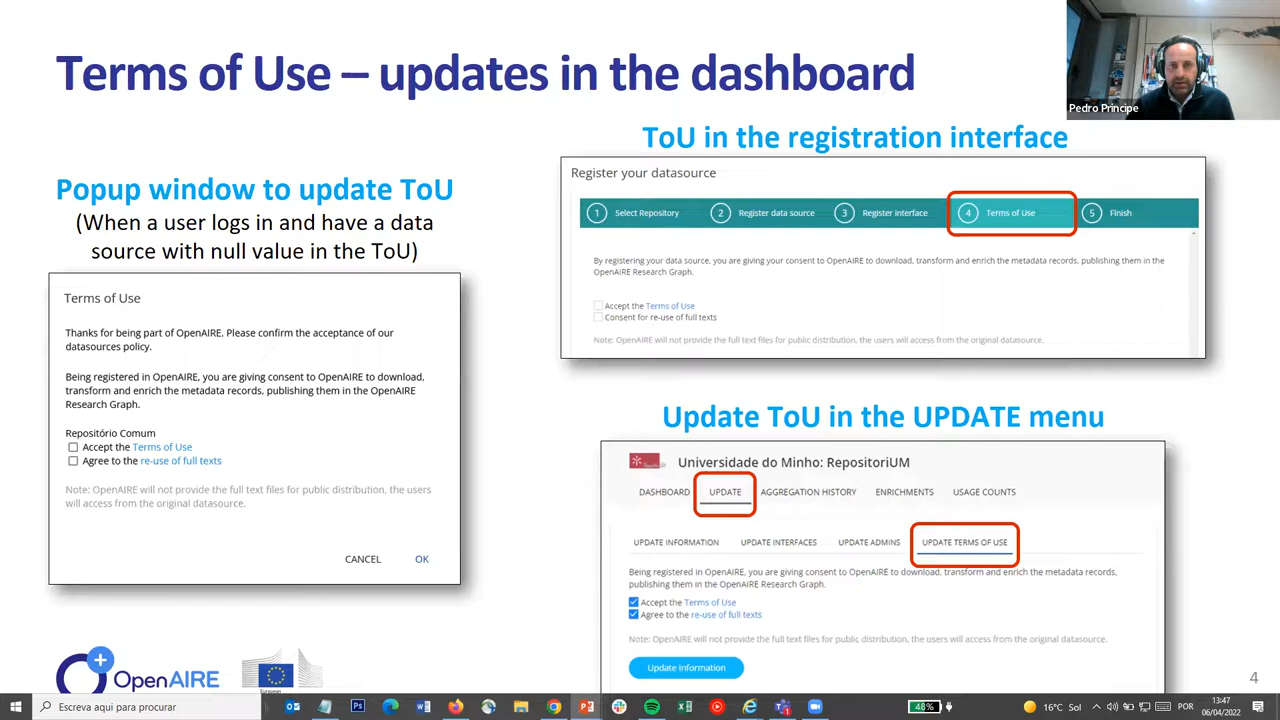 Terms of Use – updates in the dashboard
Pedro Principe
Popup window to update ToU
(When a user logs in and have a data
source with null value in the ToU)
Terms of Use
Thanks for being part of OpenAIRE. Please confirm the acceptance of our
datasources policy.
Being registered in OpenAIRE, you are giving consent to OpenAIRE to download,
transform and enrich the metadata records, publishing them in the OpenAIRE
Research Graph.
Repositório Comum
Accept the Terms of Use
Agree to the re-use of full texts
Note: OpenAIRE will not provide the full text files for public distribution, the users
will access from the original datasource.
CANCEL OK
ToU in the registration interface
Register your datasource
1 Select Repository 2 Register data source 3 Register interface 4 Terms of Use 5 Finish
By registering your data source, you are giving your consent to OpenAIRE to download, transform and enrich the metadata records, publishing them in the
OpenAIRE Research Graph.
Accept the Terms of Use
Consent for re-use of full texts
Note: OpenAIRE will not provide the full text files for public distribution, the users will access from the original datasource.
Update ToU in the UPDATE menu
Universidade do Minho: RepositoriUM
DASHBOARD UPDATE AGGREGATION HISTORY ENRICHMENTS USAGE COUNTS
UPDATE INFORMATION UPDATE INTERFACES UPDATE ADMINS UPDATE TERMS OF USE
Being registered in OpenAIRE, you are giving consent to OpenAIRE to download, transform and enrich the metadata records,
publishing them in the OpenAIRE Research Graph.
Accept the Terms of Use
Agree to the re-use of full texts
Note: OpenAIRE will not provide the full text files for public distribution, the users will access from the original datasource.
Update Information
OpenAIRE
European
4
Escreva aqui para procurar
48%
16°C Sol
POR
13:47
06/04/2022